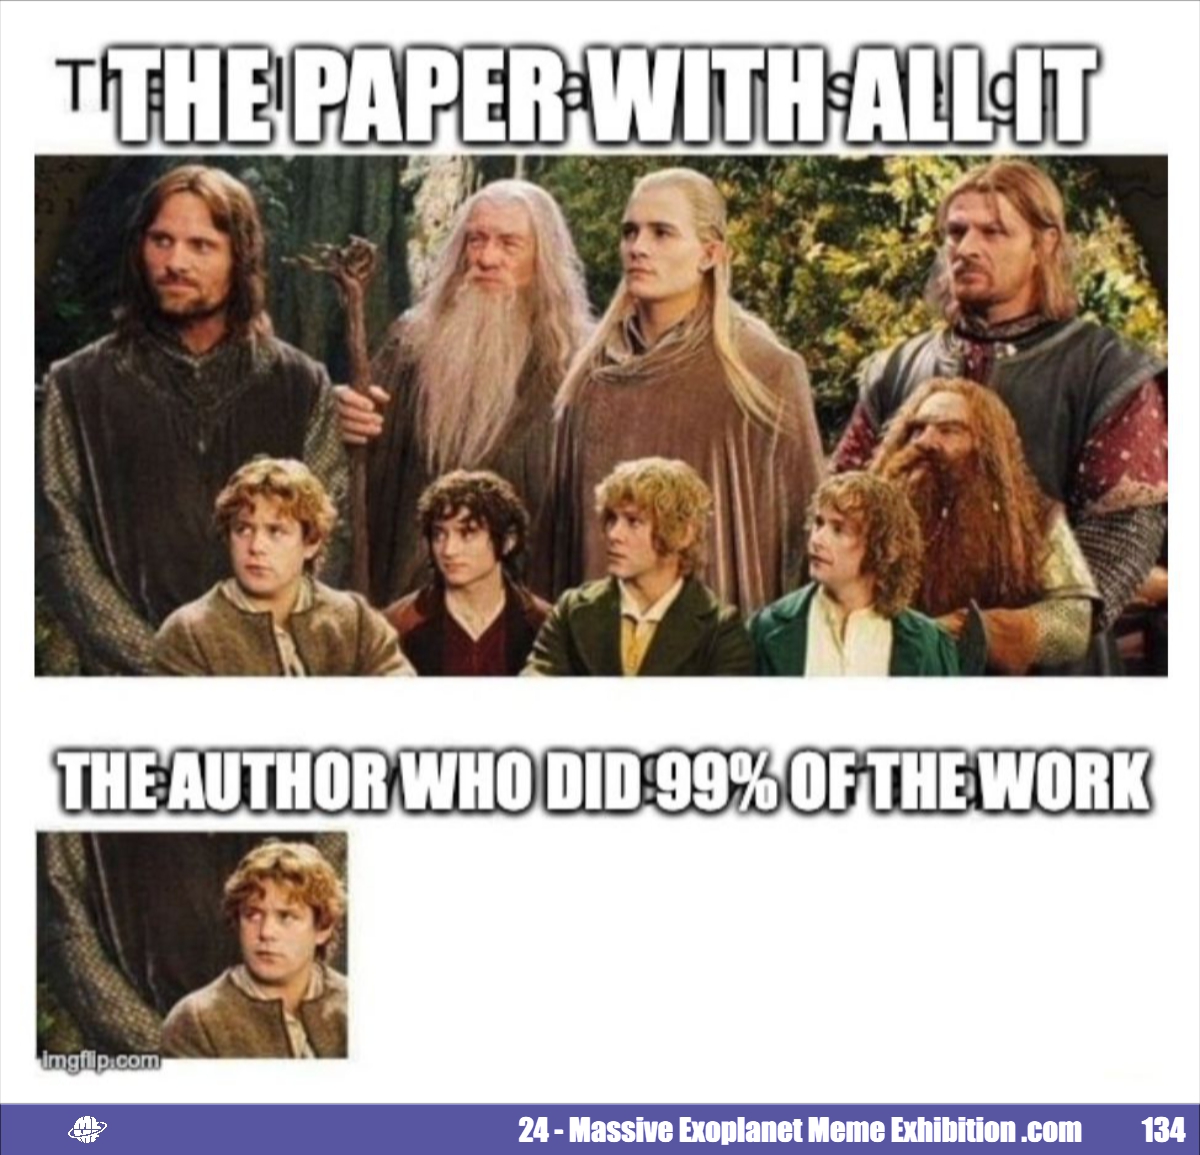 THE PAPER WITH ALL IT
THE AUTHOR WHO DID 99% OF THE WORK
imgflip.com
24 - Massive Exoplanet Meme Exhibition .com 134